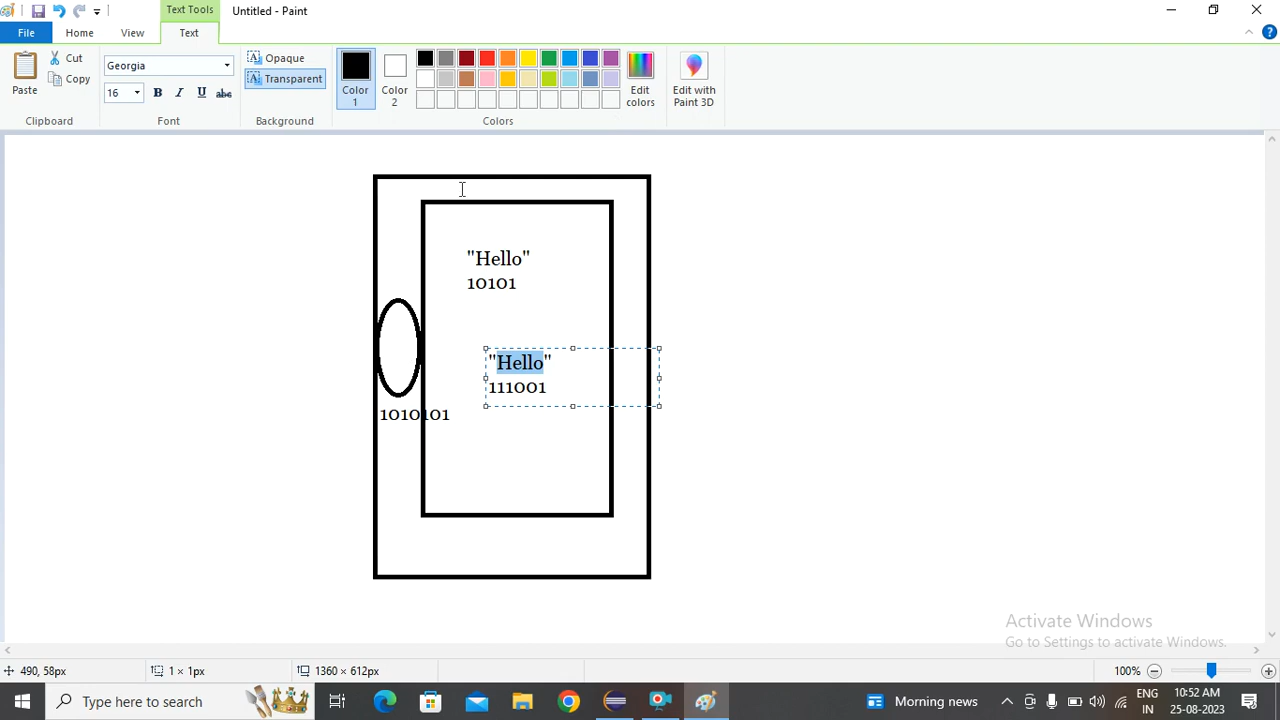 Text Tools
Untitled - Paint
File
Home
View
Text
Paste
Cut
Copy
Clipboard
Georgia
16
B
I
U
abc
Font
Opaque
Transparent
Background
Color
1
Color
2
Edit
colors
Colors
Edit with
Paint 3D
"Hello"
10101
"Hello"
111001
1010101
Activate Windows
Go to Settings to activate Windows.
490, 58px
1 × 1px
1360 × 612px
100%
Type here to search
Morning news
ENG
IN
10:52 AM
25-08-2023